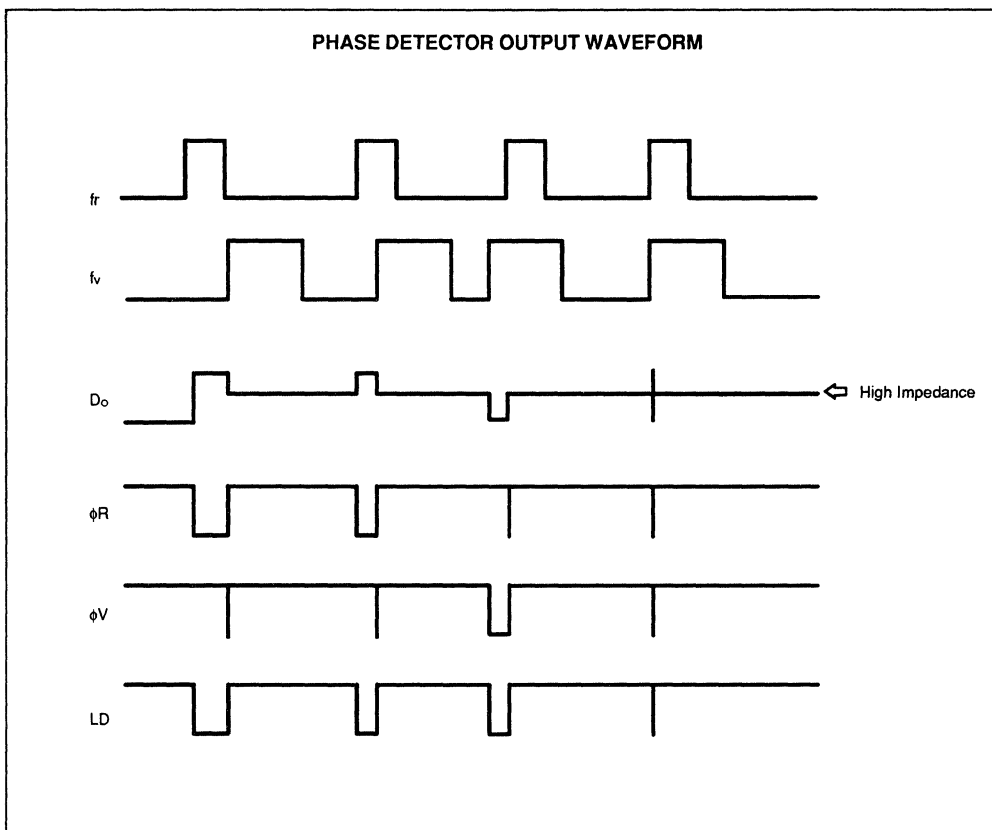 PHASE DETECTOR OUTPUT WAVEFORM
fr
fv
Do
High Impedance
ϕR
ϕV
LD